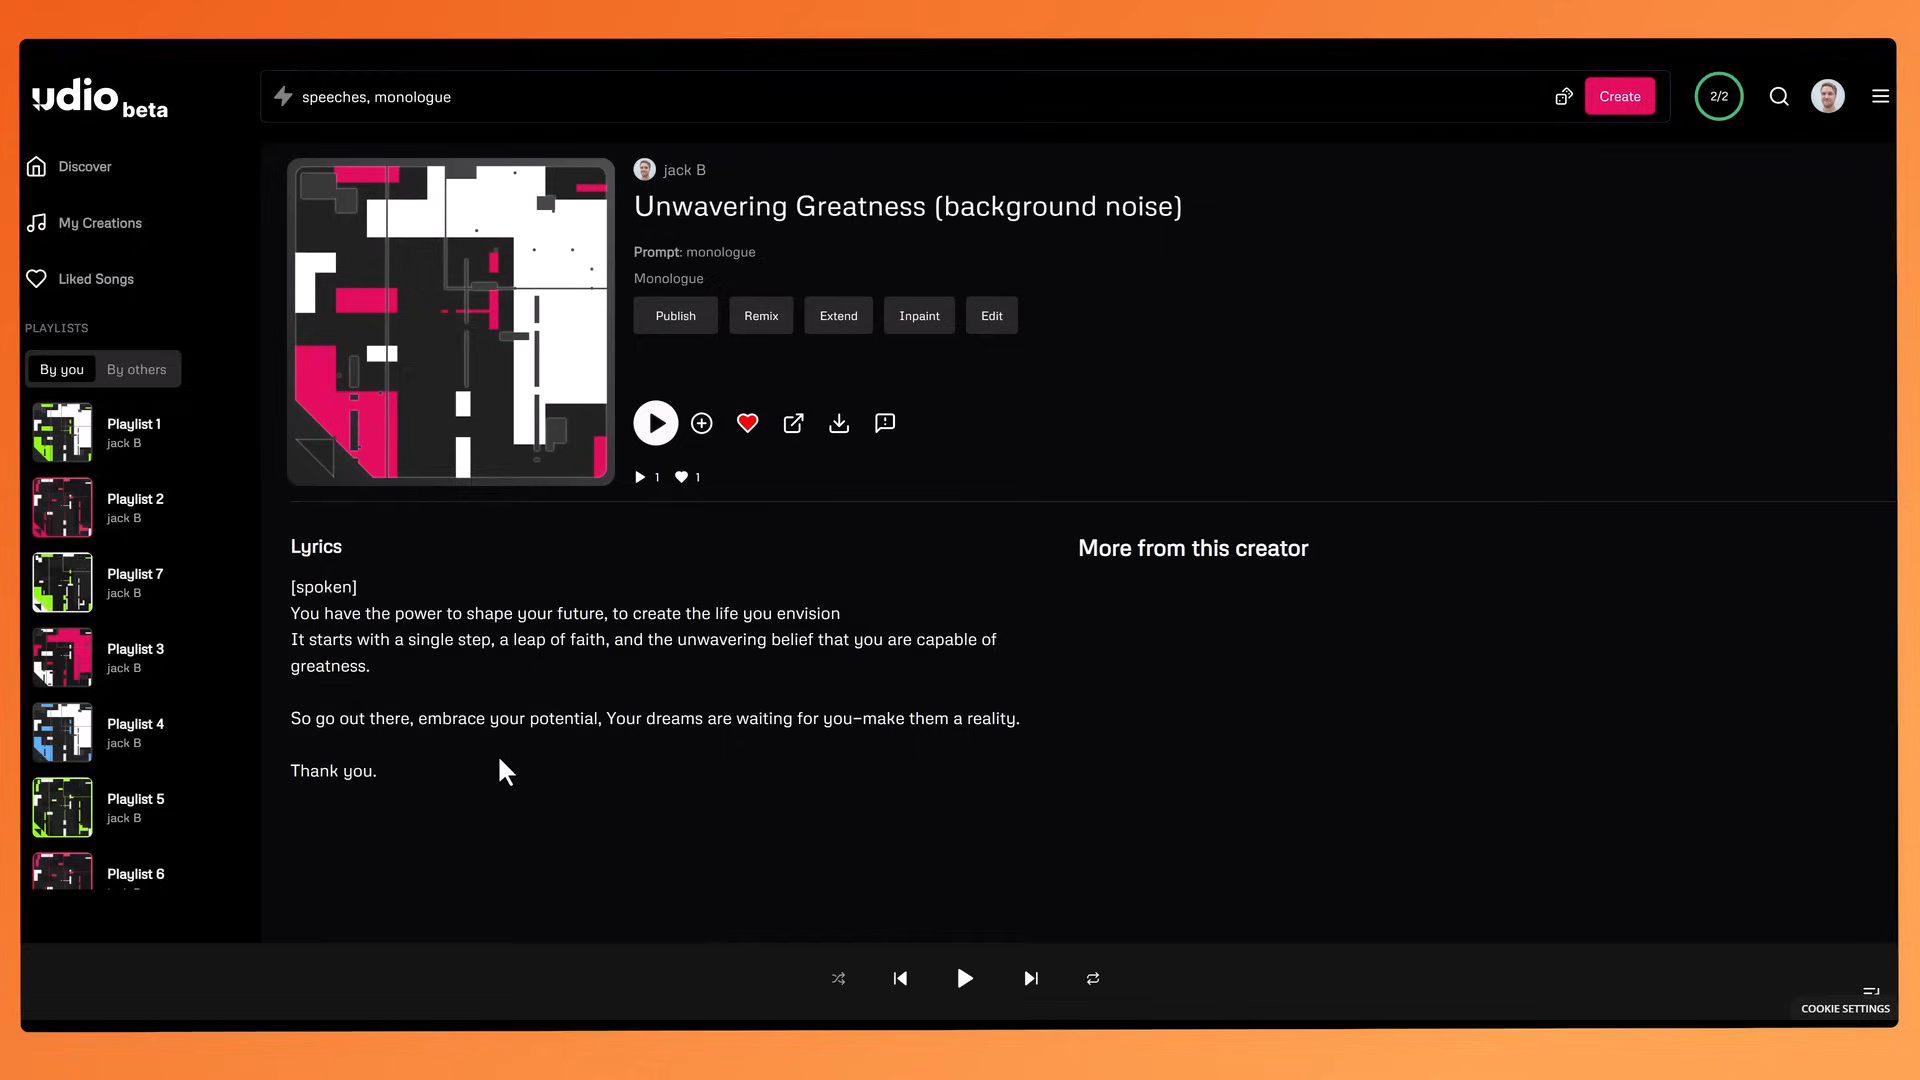 udio beta
speeches, monologue
Create
2/2
Discover
My Creations
Liked Songs
PLAYLISTS
By you
By others
Playlist 1
jack B
Playlist 2
jack B
Playlist 7
jack B
Playlist 3
jack B
Playlist 4
jack B
Playlist 5
jack B
Playlist 6
jack B
Unwavering Greatness (background noise)
Prompt: monologue
Monologue
Publish
Remix
Extend
Inpaint
Edit
1
1
Lyrics
[spoken]
You have the power to shape your future, to create the life you envision
It starts with a single step, a leap of faith, and the unwavering belief that you are capable of
greatness.
So go out there, embrace your potential, Your dreams are waiting for you—make them a reality.
Thank you.
More from this creator
COOKIE SETTINGS